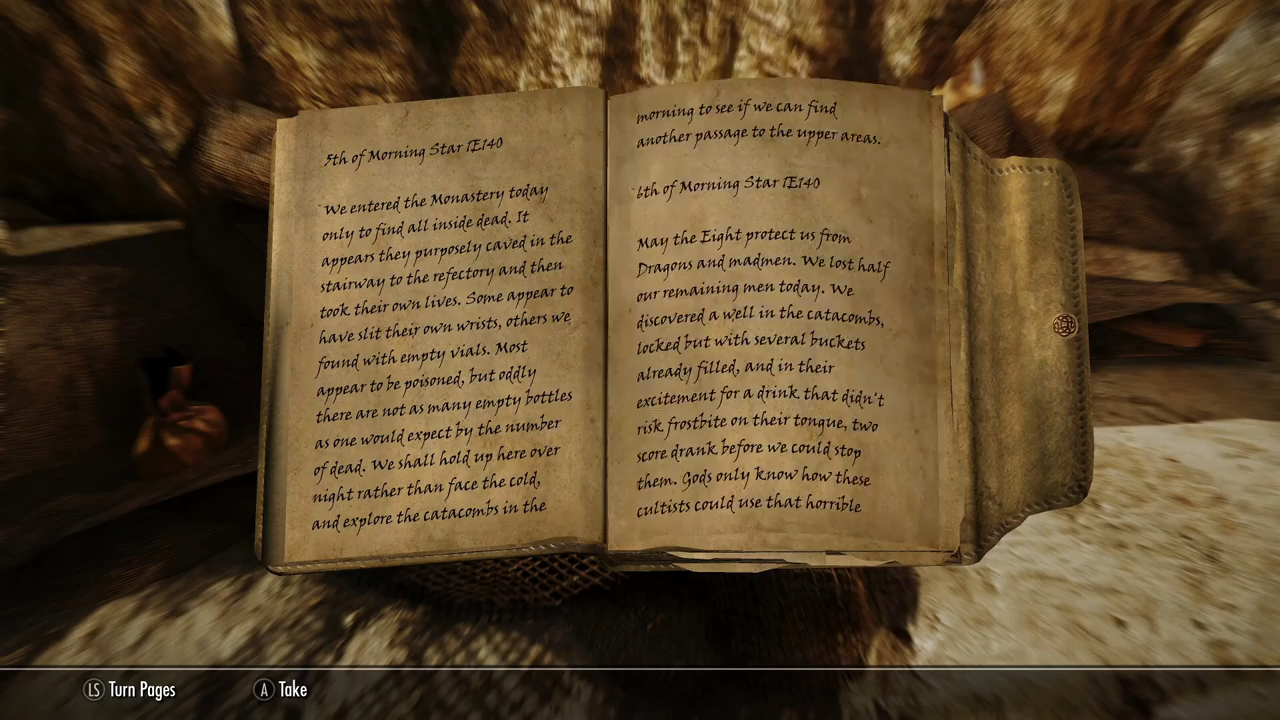 5th of Morning Star 1E140
We entered the Monastery today
only to find all inside dead. It
appears they purposely caved in the
stairway to the refectory and then
took their own lives. Some appear to
have slit their own wrists, others we
found with empty vials. Most
appear to be poisoned, but oddly
there are not as many empty bottles
as one would expect by the number
of dead. We shall hold up here over
night rather than face the cold,
and explore the catacombs in the
morning to see if we can find
another passage to the upper areas.
6th of Morning Star 1E140
May the Eight protect us from
Dragons and madmen. We lost half
our remaining men today. We
discovered a well in the catacombs,
locked but with several buckets
already filled, and in their
excitement for a drink that didn't
risk frostbite on their tongue, two
score drank before we could stop
them. Gods only know how these
cultists could use that horrible
LS Turn Pages
A Take